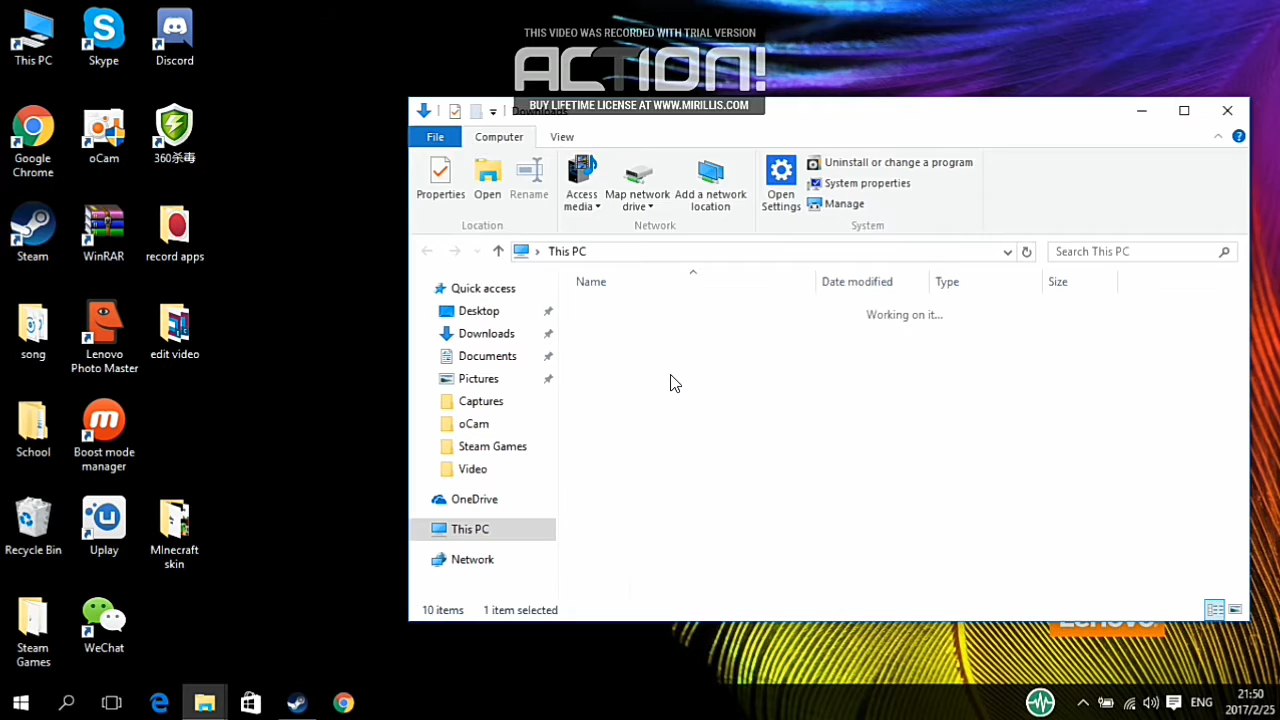 THIS VIDEO WAS RECORDED WITH TRIAL VERSION
ACTION!
BUY LIFETIME LICENSE AT WWW.MIRILLIS.COM
This PC
Skype
Discord
Google Chrome
oCam
360杀毒
Steam
WinRAR
record apps
song
Lenovo Photo Master
edit video
School
Boost mode manager
Recycle Bin
Uplay
MInecraft skin
Steam Games
WeChat
Downloads
File
Computer
View
Properties
Open
Rename
Access media
Map network drive
Add a network location
Open Settings
Uninstall or change a program
System properties
Manage
Location
Network
System
This PC
Search This PC
Name
Date modified
Type
Size
Working on it...
Quick access
Desktop
Downloads
Documents
Pictures
Captures
oCam
Steam Games
Video
OneDrive
This PC
Network
10 items
1 item selected
Lenovo
ENG
21:50
2017/2/25